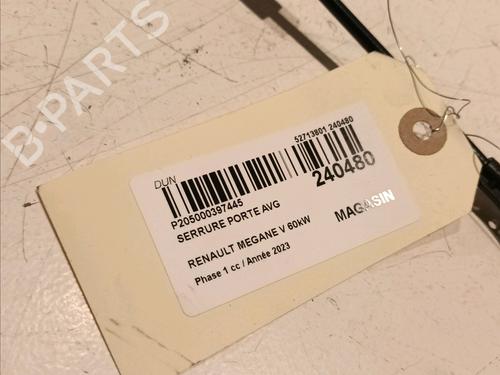 B-PARTS
DUN
52713801 240480
240480
P205000397445
SERRURE PORTE AVG
MAGASIN
RENAULT MEGANE V 60kW
Phase 1 cc / Année 2023